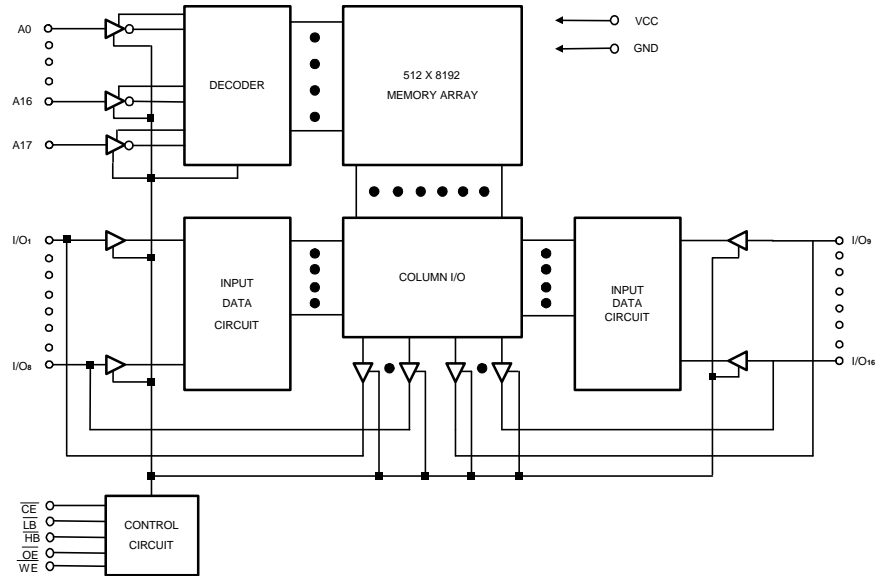 A0
A16
A17
DECODER
512 X 8192
MEMORY ARRAY
VCC
GND
I/O1
I/O8
INPUT
DATA
CIRCUIT
COLUMN I/O
INPUT
DATA
CIRCUIT
I/O9
I/O16
CE
LB
HB
OE
WE
CONTROL
CIRCUIT